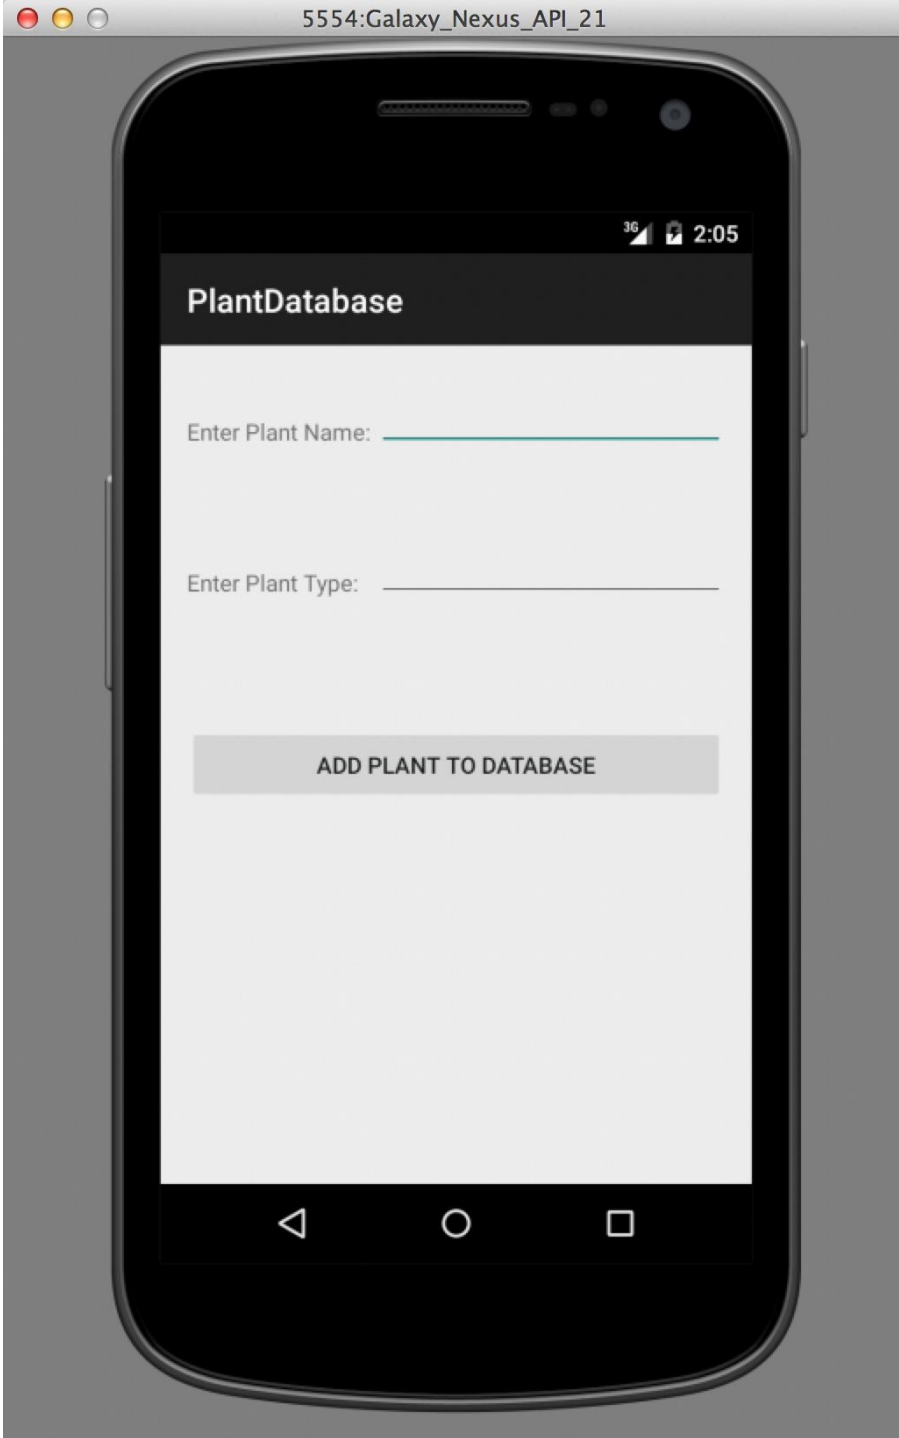 5554:Galaxy_Nexus_API_21
3G 2:05
PlantDatabase
Enter Plant Name:
Enter Plant Type:
ADD PLANT TO DATABASE